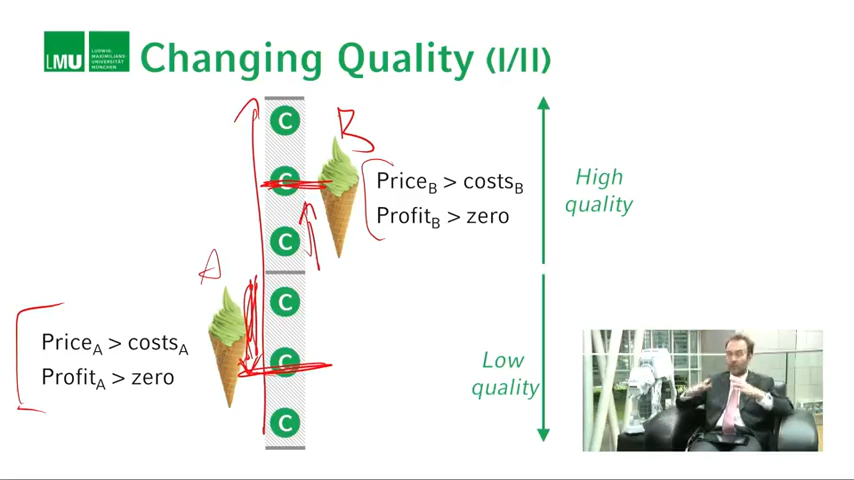 LMU
LUDWIG-
MAXIMILIANS-
UNIVERSITÄT
MÜNCHEN
Changing Quality (I/II)
C
B
C
Price_B > costs_B
Profit_B > zero
High
quality
C
A
C
Price_A > costs_A
Profit_A > zero
C
Low
quality
C